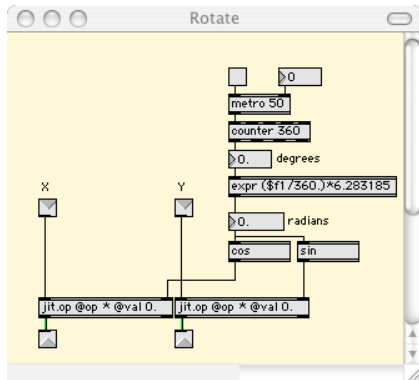 Rotate
0
metro 50
counter 360
0. degrees
expr ($f1/360.)*6.283185
X Y
0. radians
cos sin
jit.op @op * @val 0. jit.op @op * @val 0.